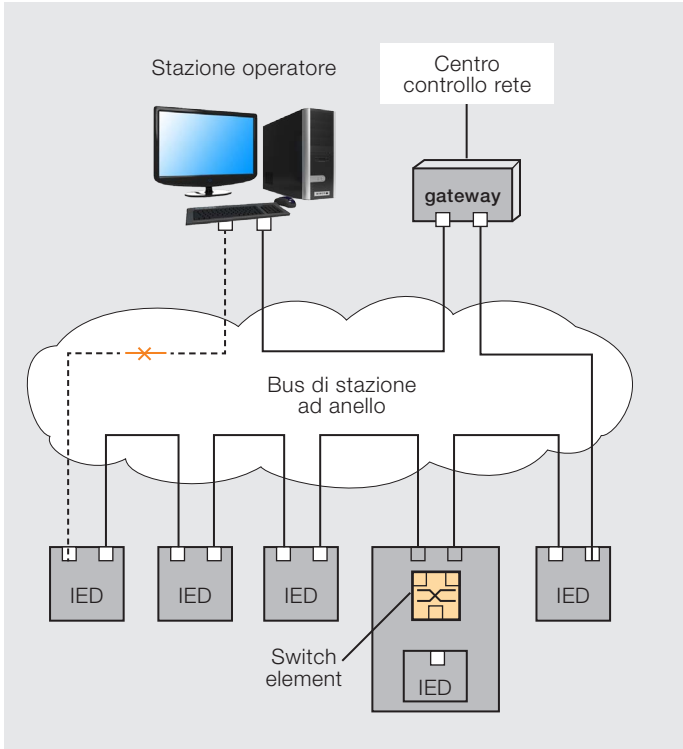 Stazione operatore
Centro
controllo rete
gateway
Bus di stazione
ad anello
IED
IED
IED
IED
Switch
element
IED